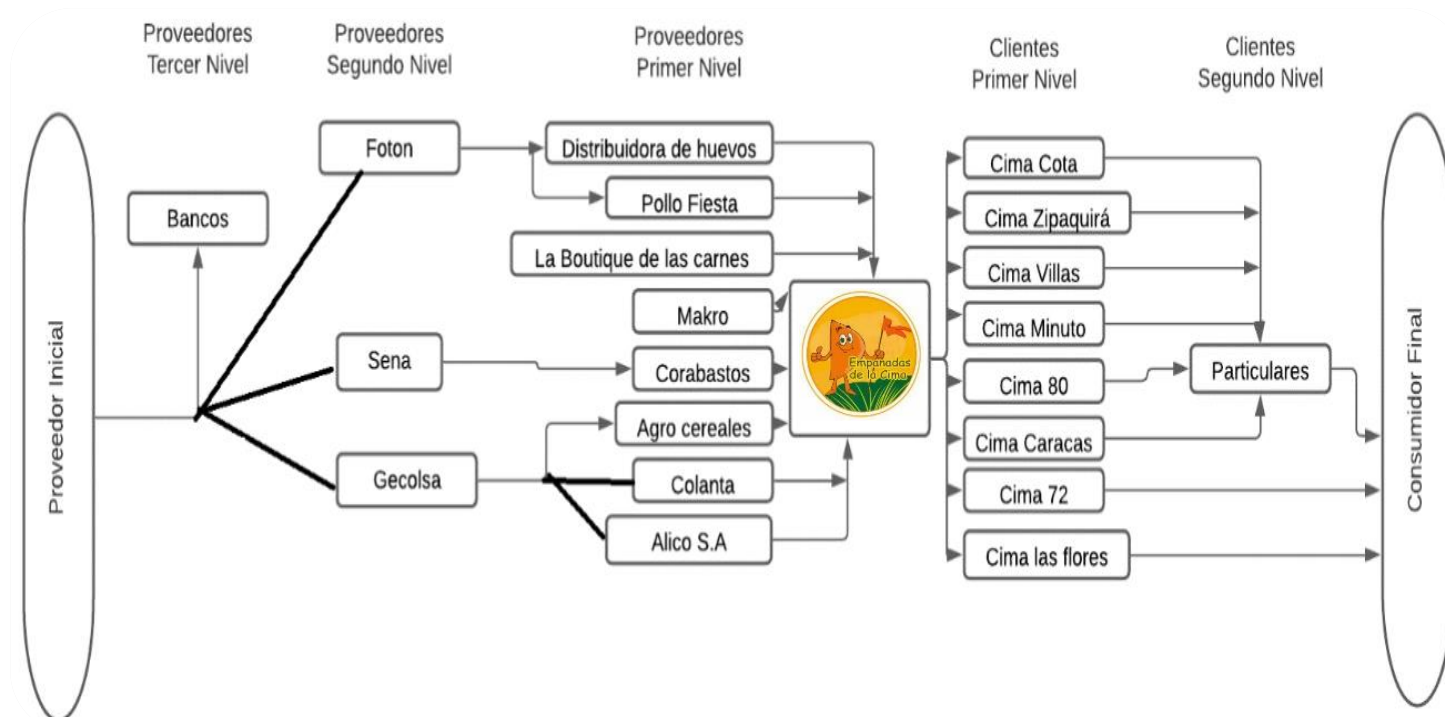 Proveedores
Tercer Nivel
Proveedores
Segundo Nivel
Proveedores
Primer Nivel
Clientes
Primer Nivel
Clientes
Segundo Nivel
Proveedor Inicial
Bancos
Foton
Sena
Gecolsa
Distribuidora de huevos
Pollo Fiesta
La Boutique de las carnes
Makro
Corabastos
Agro cereales
Colanta
Alico S.A
Empanadas
de la Cima
Cima Cota
Cima Zipaquirá
Cima Villas
Cima Minuto
Cima 80
Cima Caracas
Cima 72
Cima las flores
Particulares
Consumidor Final